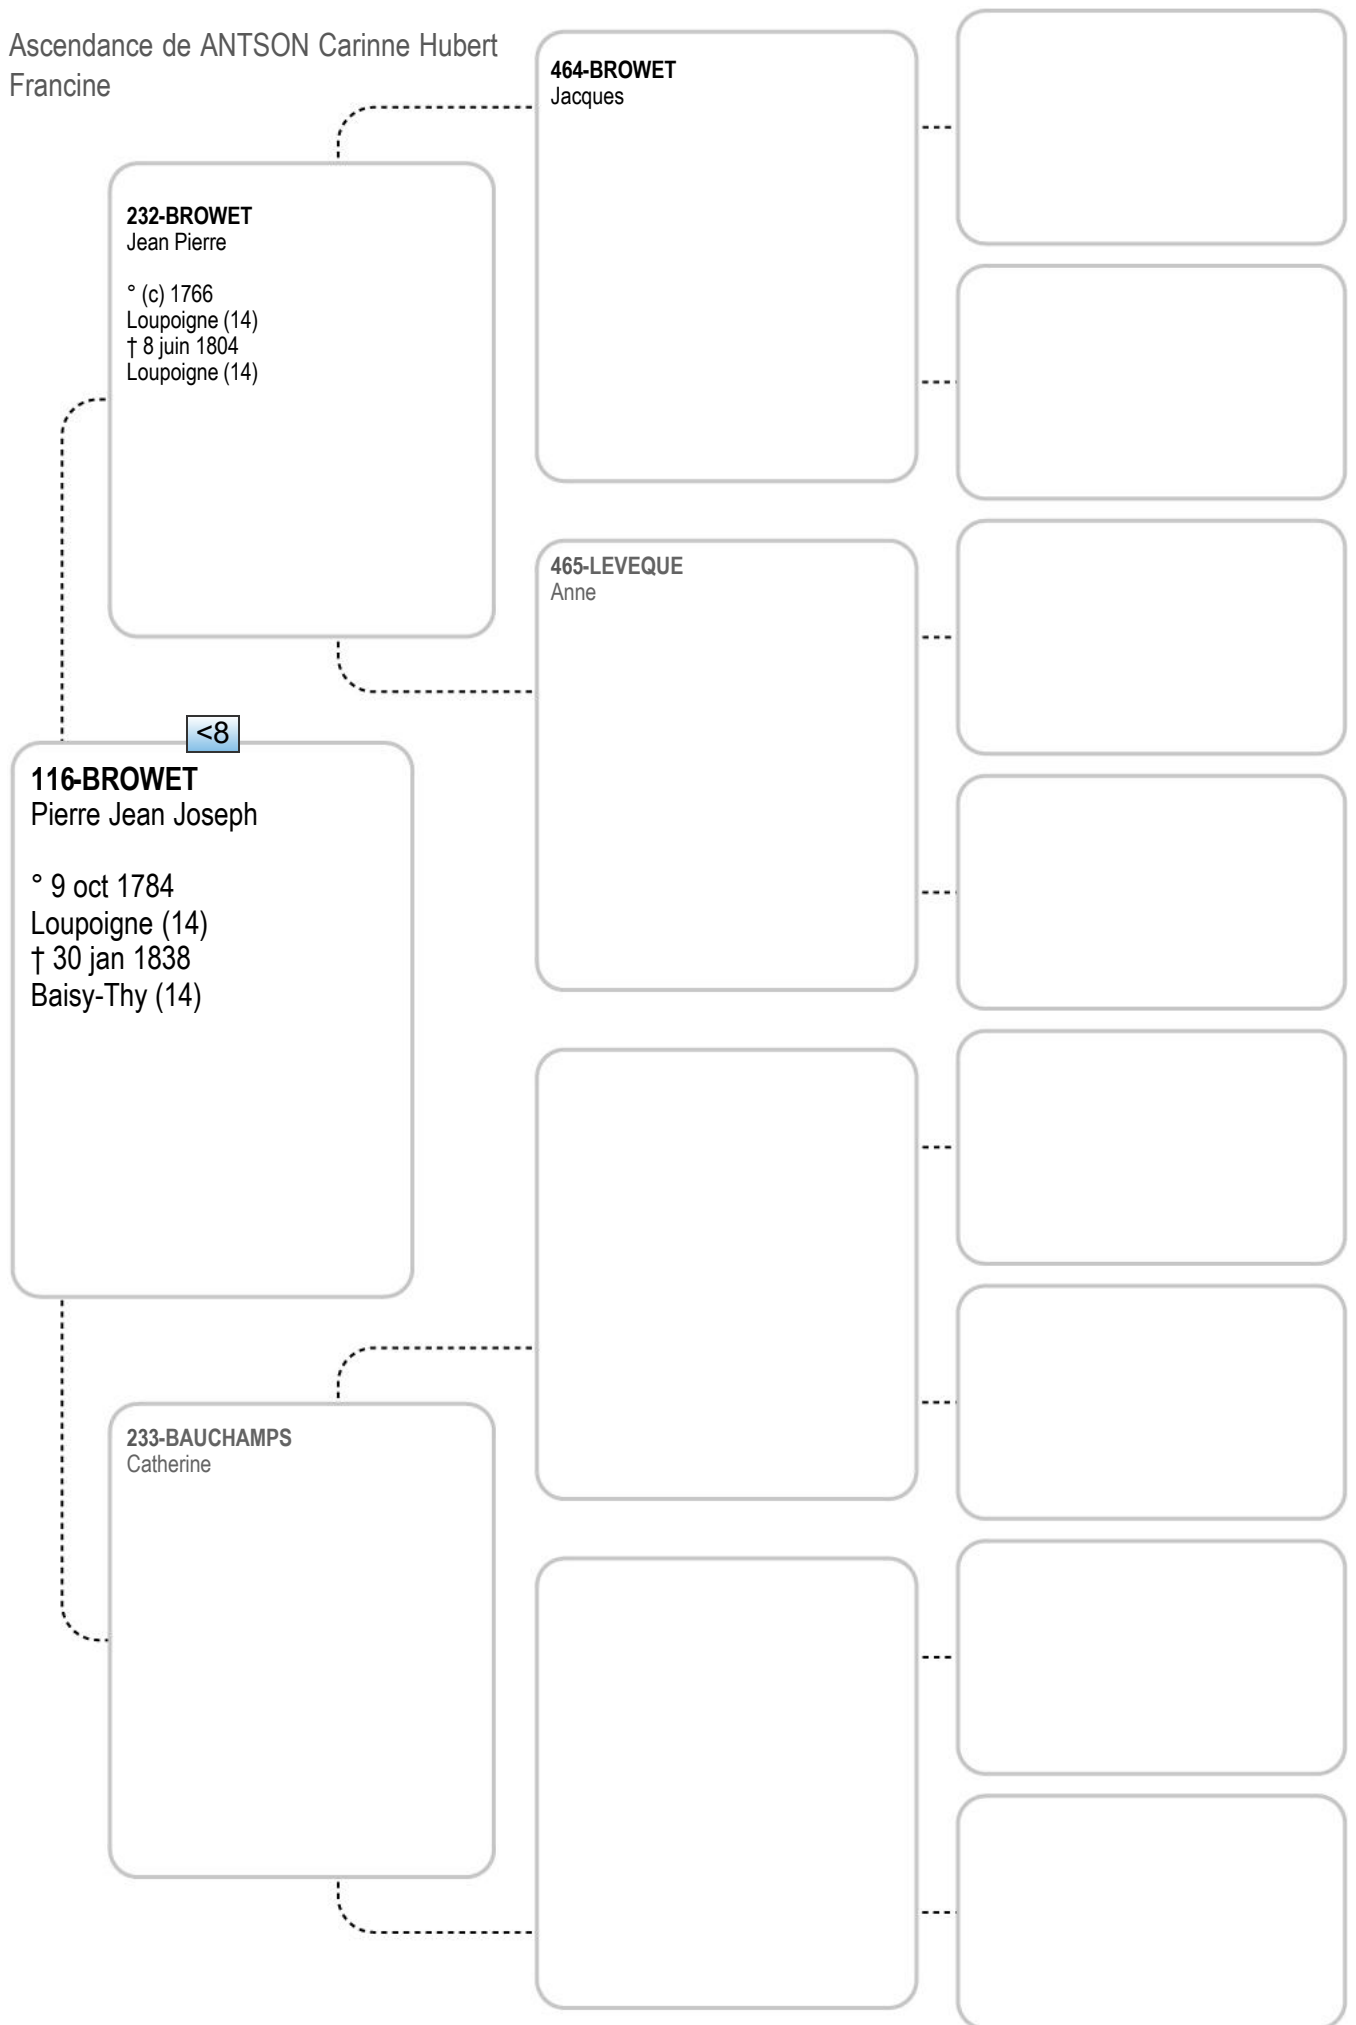 Ascendance de ANTSON Carinne Hubert
Francine
464-BROWET
Jacques
232-BROWET
Jean Pierre
° (c) 1766
Loupoigne (14)
† 8 juin 1804
Loupoigne (14)
465-LEVEQUE
Anne
<8
116-BROWET
Pierre Jean Joseph
° 9 oct 1784
Loupoigne (14)
† 30 jan 1838
Baisy-Thy (14)
233-BAUCHAMPS
Catherine